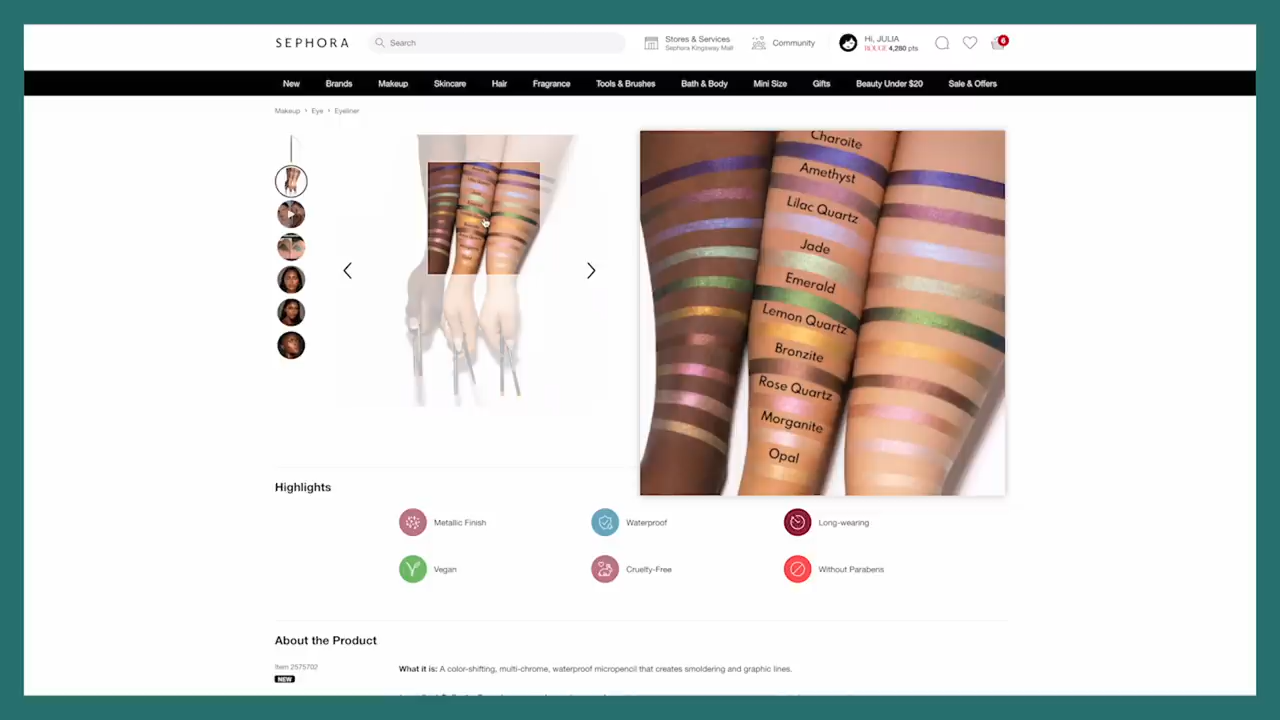 SEPHORA
Search
Stores & Services
Sephora Kingsway Mall
Community
Hi, JULIA
ROUGE 4,280 pts
6
New Brands Makeup Skincare Hair Fragrance Tools & Brushes Bath & Body Mini Size Gifts Beauty Under $20 Sale & Offers
Makeup Eye Eyeliner
Charoite
Amethyst
Lilac Quartz
Jade
Emerald
Lemon Quartz
Bronzite
Rose Quartz
Morganite
Opal
Highlights
Metallic Finish
Waterproof
Long-wearing
Vegan
Cruelty-Free
Without Parabens
About the Product
Item 2575702
NEW
What it is: A color-shifting, multi-chrome, waterproof micropencil that creates smoldering and graphic lines.